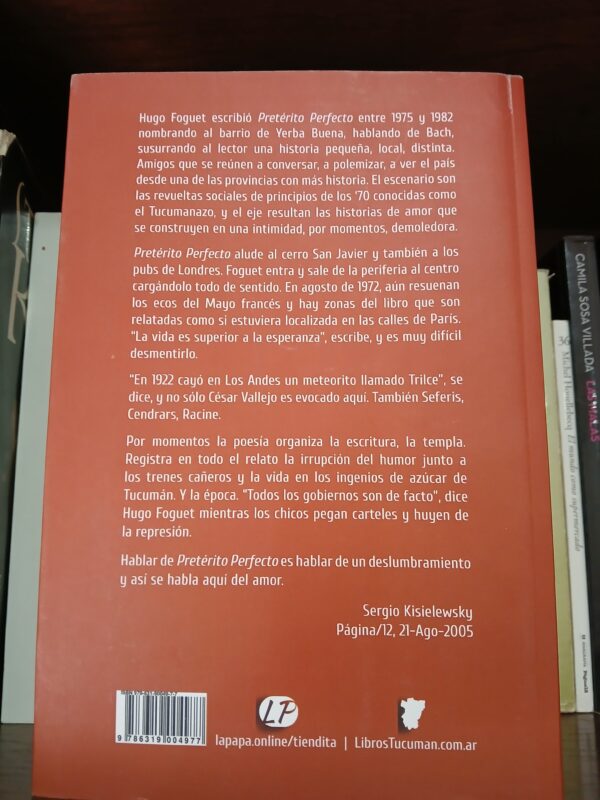 Hugo Foguet escribió Pretérito Perfecto entre 1975 y 1982
nombrando al barrio de Yerba Buena, hablando de Bach,
susurrando al lector una historia pequeña, local, distinta.
Amigos que se reúnen a conversar, a polemizar, a ver el país
desde una de las provincias con más historia. El escenario son
las revueltas sociales de principios de los '70 conocidas como
el Tucumanazo, y el eje resultan las historias de amor que
se construyen en una intimidad, por momentos, demoledora.
Pretérito Perfecto alude al cerro San Javier y también a los
pubs de Londres. Foguet entra y sale de la periferia al centro
cargándolo todo de sentido. En agosto de 1972, aún resuenan
los ecos del Mayo francés y hay zonas del libro que son
relatadas como si estuviera localizada en las calles de París.
"La vida es superior a la esperanza", escribe, y es muy difícil
desmentirlo.
"En 1922 cayó en Los Andes un meteorito llamado Trilce", se
dice, y no sólo César Vallejo es evocado aquí. También Seferis,
Cendrars, Racine.
Por momentos la poesía organiza la escritura, la templa.
Registra en todo el relato la irrupción del humor junto a
los trenes cañeros y la vida en los ingenios de azúcar de
Tucumán. Y la época. "Todos los gobiernos son de facto", dice
Hugo Foguet mientras los chicos pegan carteles y huyen de
la represión.
Hablar de Pretérito Perfecto es hablar de un deslumbramiento
y así se habla aquí del amor.
Sergio Kisielewsky
Página/12, 21-Ago-2005
9 786319 004977
LP
lapapa.online/tiendita | LibrosTucuman.com.ar
36
Michel Houellebecq El mundo como supermercado
CAMILA SOSA VILLADA LAS MALAS